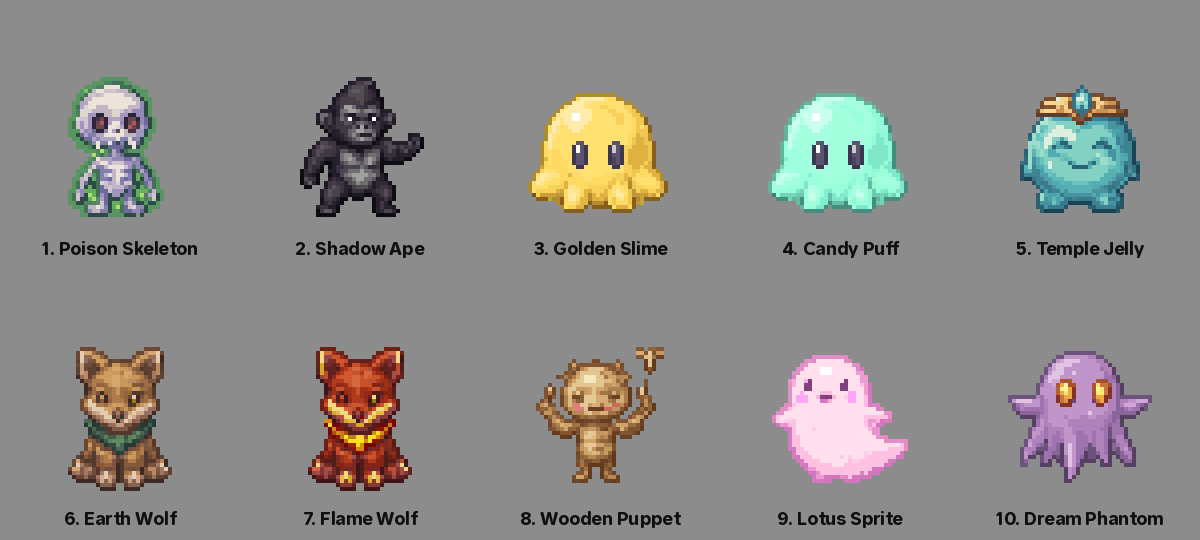 1. Poison Skeleton
2. Shadow Ape
3. Golden Slime
4. Candy Puff
5. Temple Jelly
6. Earth Wolf
7. Flame Wolf
8. Wooden Puppet
9. Lotus Sprite
10. Dream Phantom